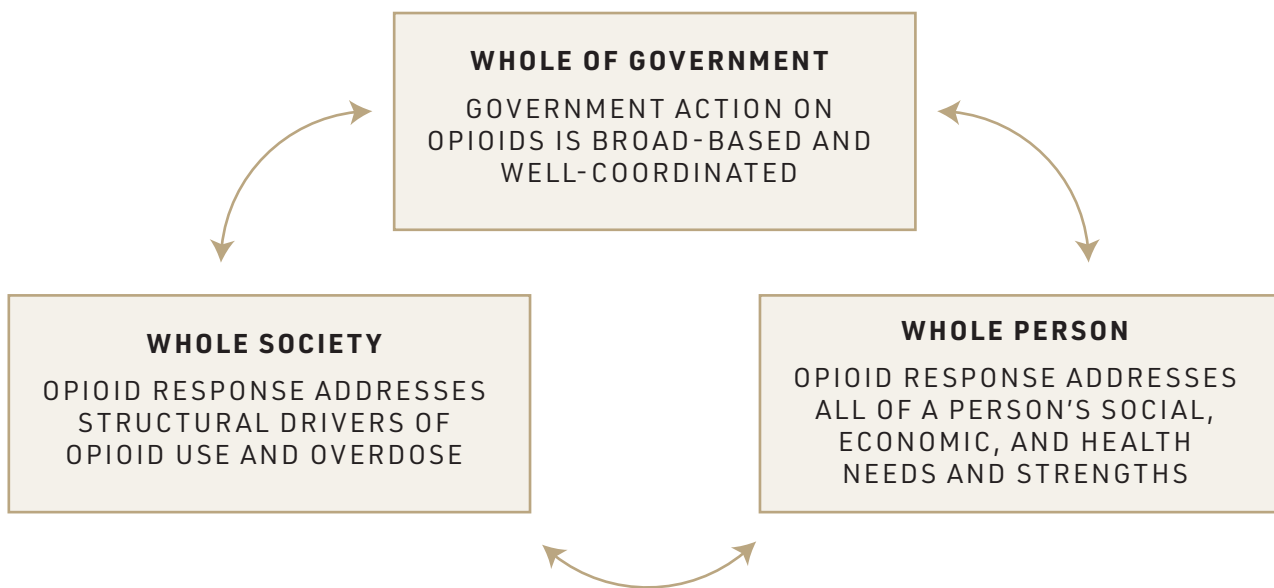 WHOLE OF GOVERNMENT
GOVERNMENT ACTION ON
OPIOIDS IS BROAD-BASED AND
WELL-COORDINATED
WHOLE SOCIETY
OPIOID RESPONSE ADDRESSES
STRUCTURAL DRIVERS OF
OPIOID USE AND OVERDOSE
WHOLE PERSON
OPIOID RESPONSE ADDRESSES
ALL OF A PERSON’S SOCIAL,
ECONOMIC, AND HEALTH
NEEDS AND STRENGTHS